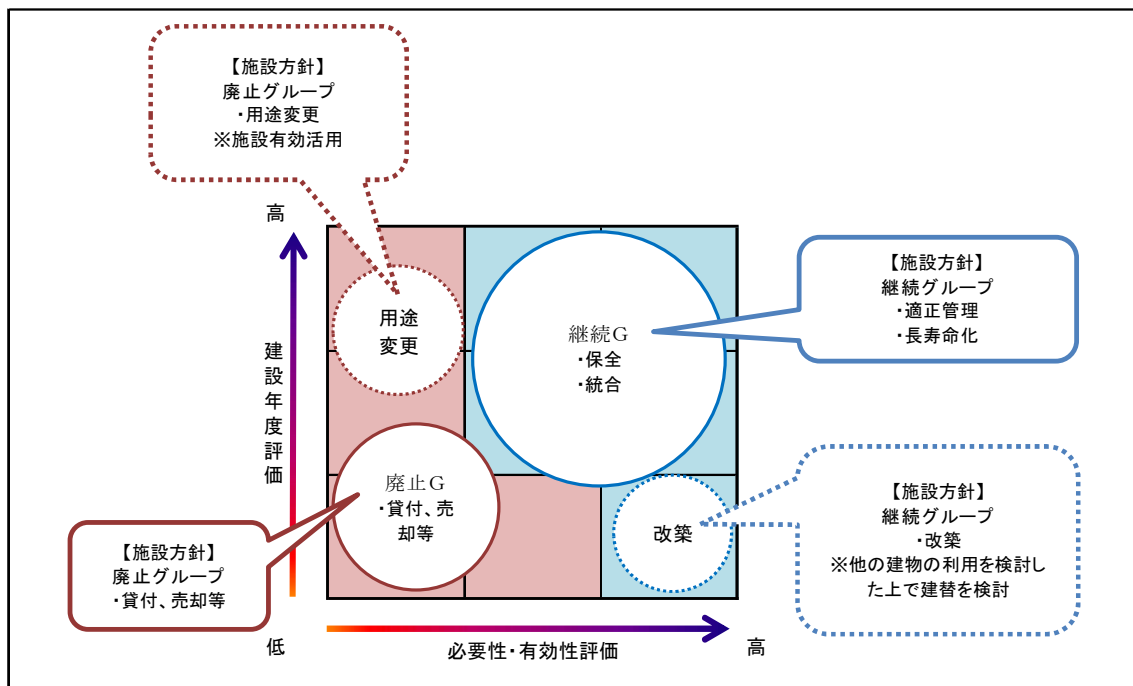 【施設方針】
廃止グループ
・用途変更
※施設有効活用
高
建設年度評価
用途
変更
継続G
・保全
・統合
【施設方針】
継続グループ
・適正管理
・長寿命化
廃止G
・貸付、売
却等
改築
【施設方針】
廃止グループ
・貸付、売却等
【施設方針】
継続グループ
・改築
※他の建物の利用を検討し
た上で建替を検討
低
必要性・有効性評価
高